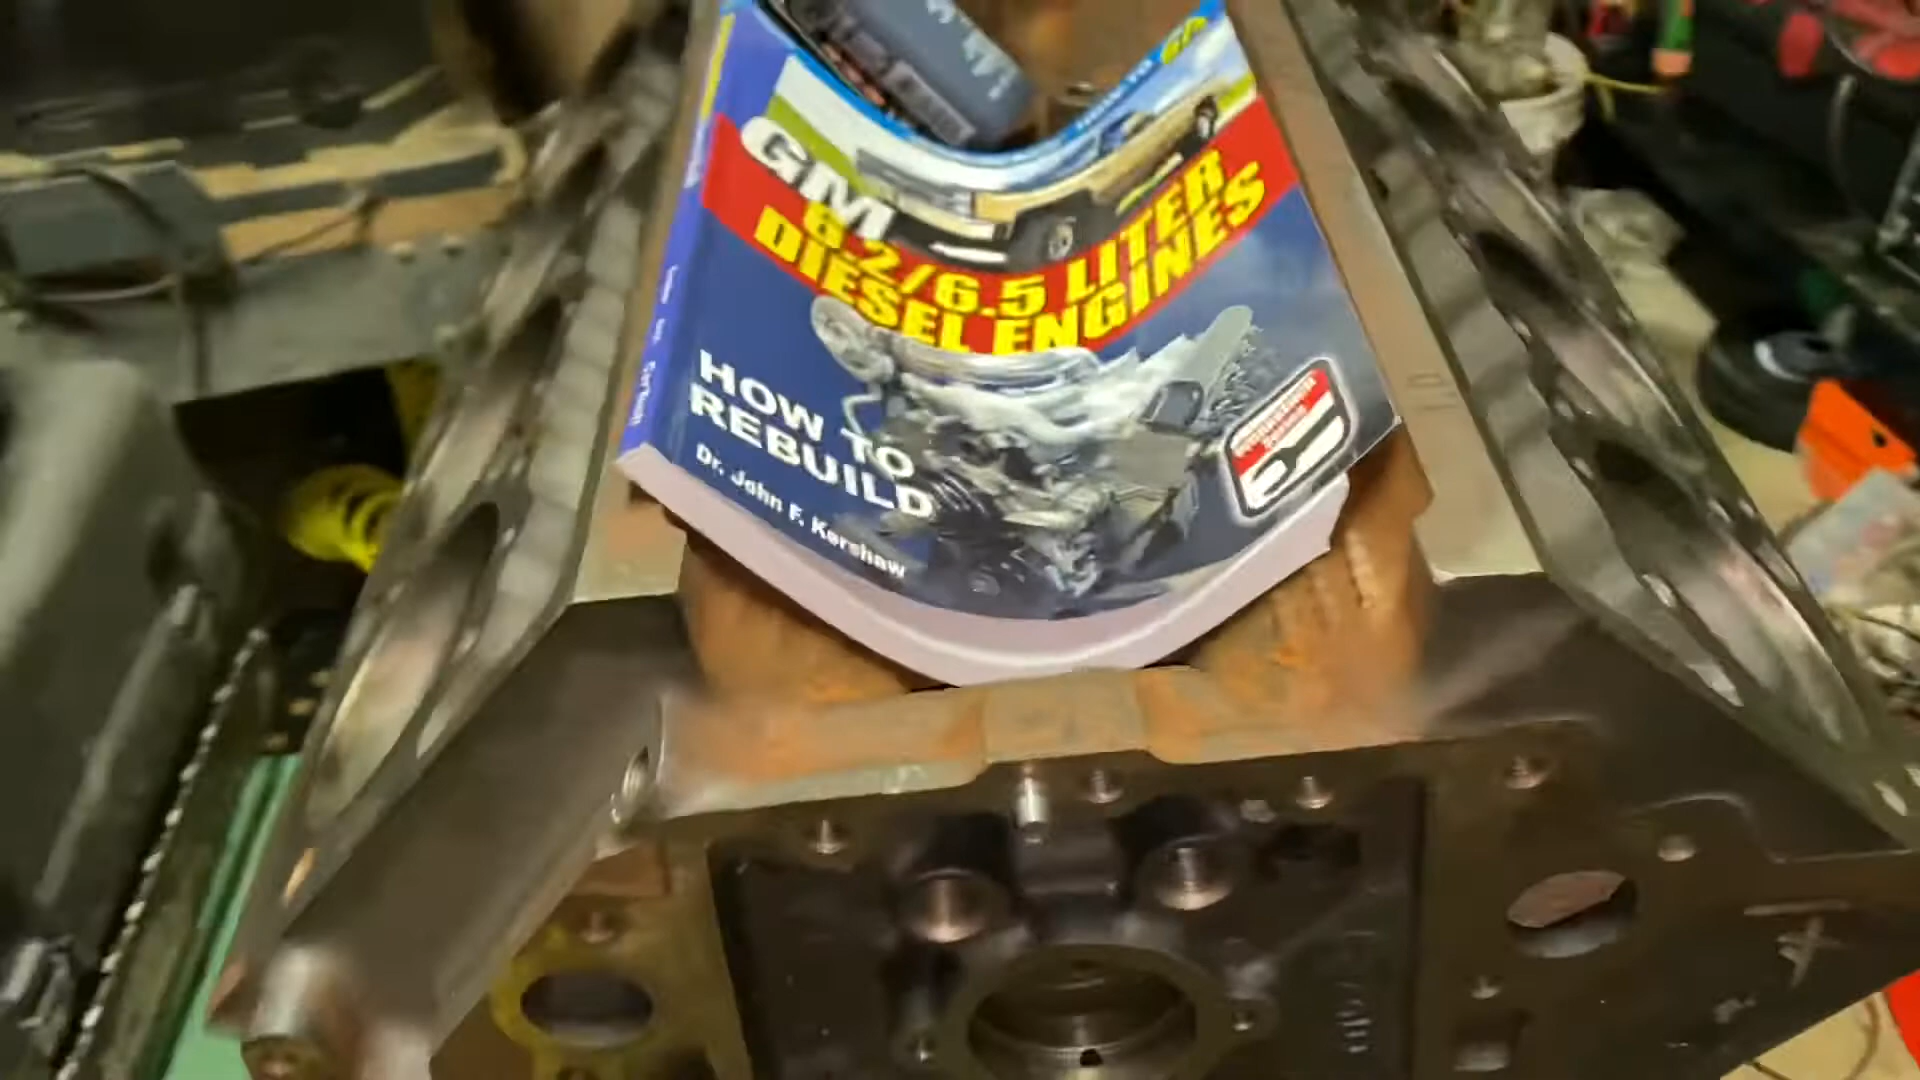 GM
6.2/6.5 LITER
DIESEL ENGINES
HOW TO
REBUILD
Dr. John F. Kershaw